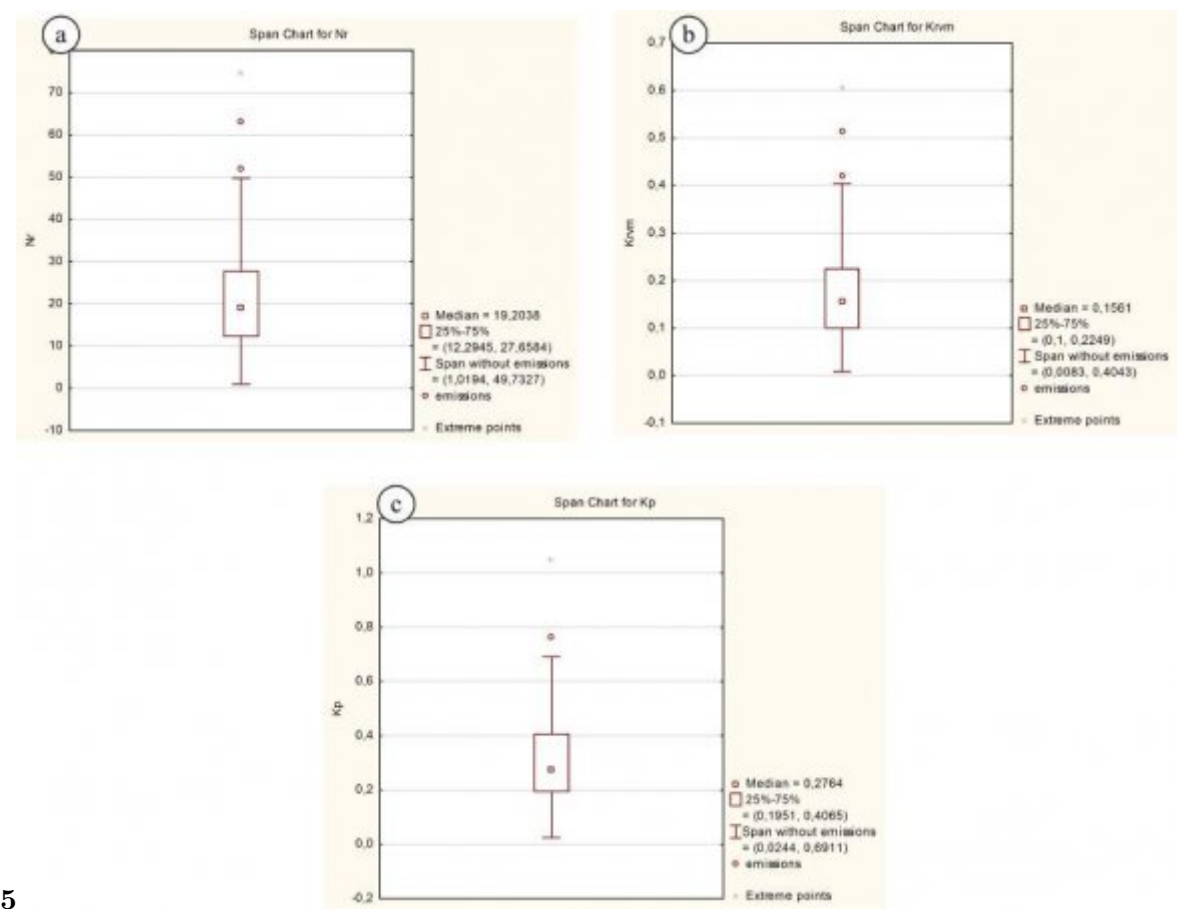 a
Span Chart for Nr
70
60
50
40
30
20
10
0
-10
Nr
Median = 19,2038
25%-75%
= (12,2945, 27,6584)
Span without emissions
= (1,0194, 49,7327)
emissions
Extreme points
b
Span Chart for Krvm
0,7
0,6
0,5
0,4
0,3
0,2
0,1
0,0
-0,1
Krvm
Median = 0,1561
25%-75%
= (0,1, 0,2249)
Span without emissions
= (0,0083, 0,4043)
emissions
Extreme points
c
Span Chart for Kp
1,2
1,0
0,8
0,6
0,4
0,2
0,0
-0,2
Kp
Median = 0,2764
25%-75%
= (0,1951, 0,4065)
Span without emissions
= (0,0244, 0,6911)
emissions
Extreme points
5